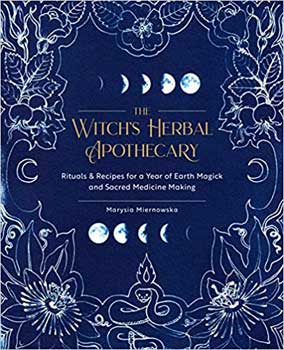 THE
WITCH'S HERBAL
APOTHECARY
Rituals & Recipes for a Year of Earth Magick
and Sacred Medicine Making
Marysia Miernowska